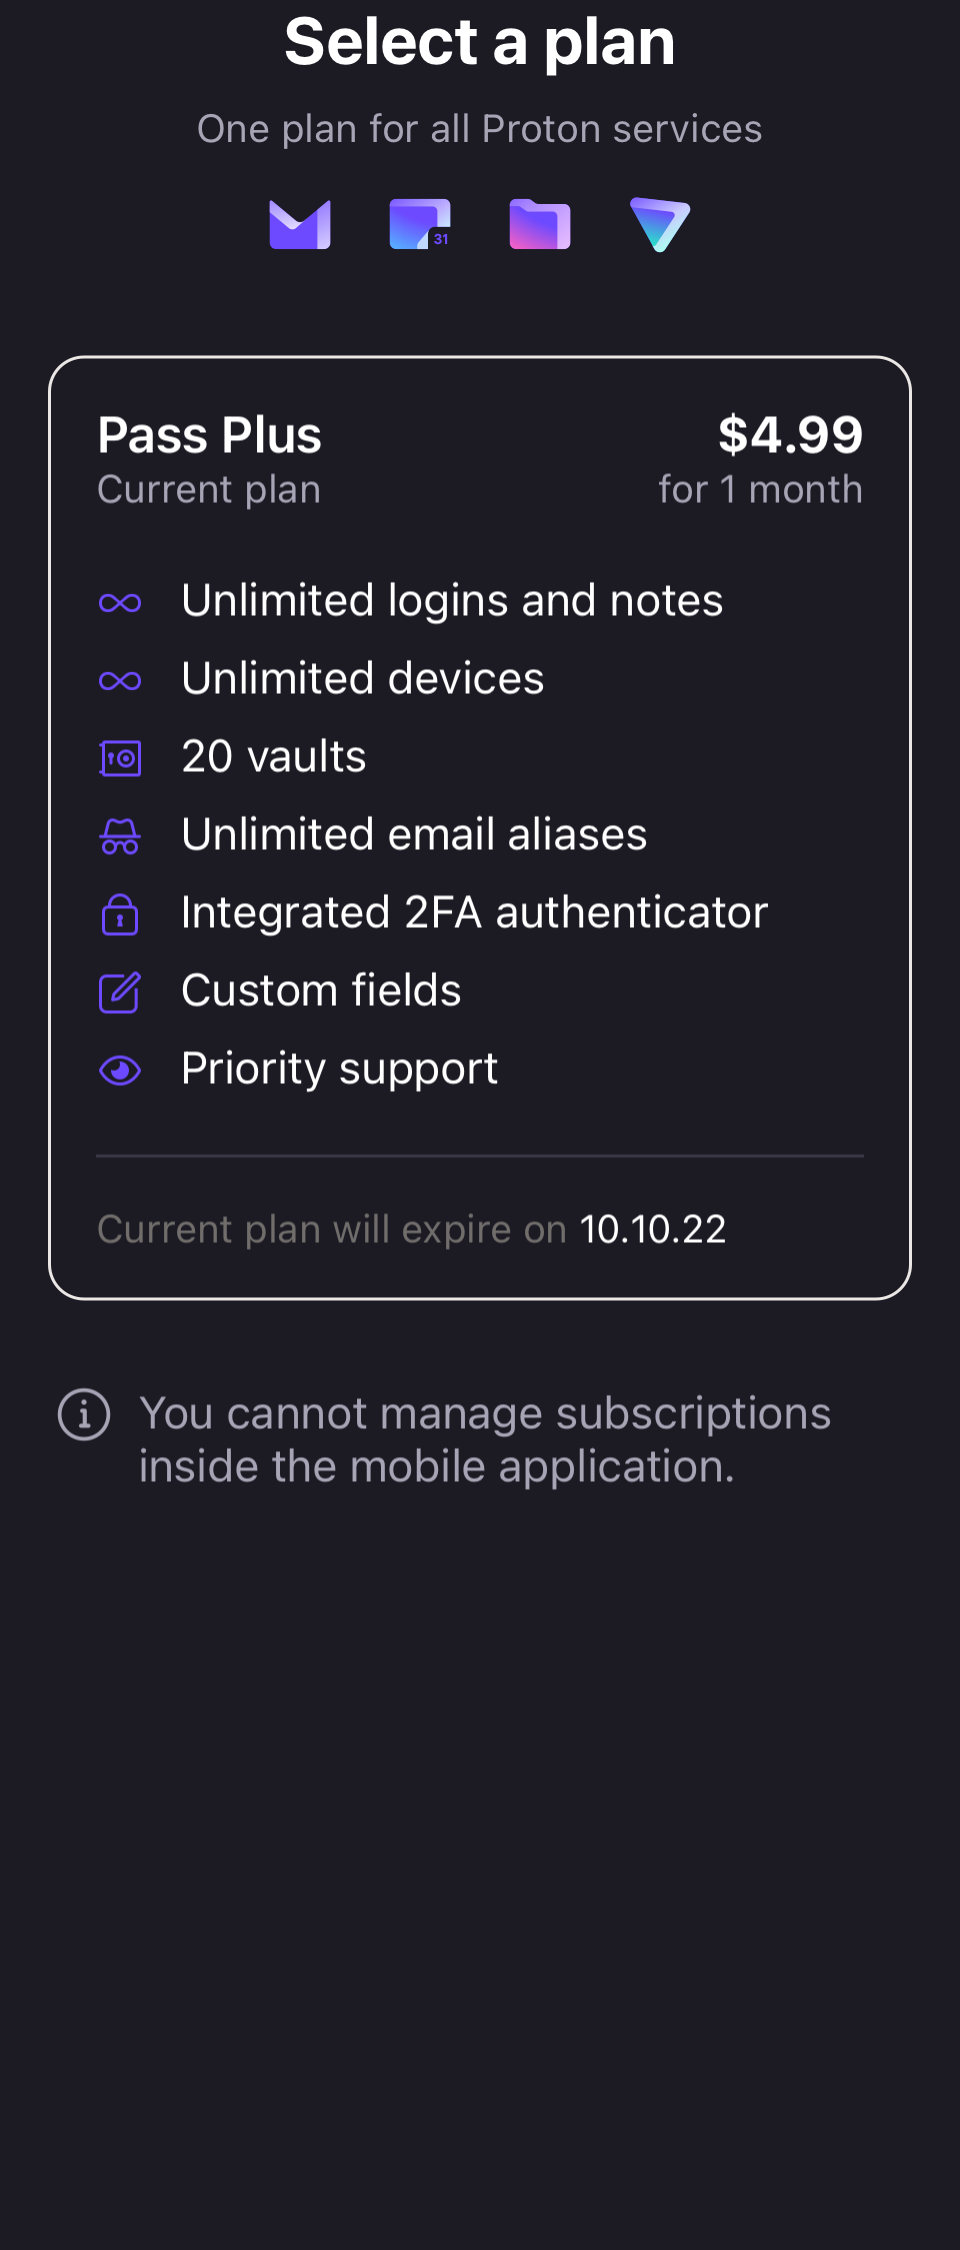 Select a plan
One plan for all Proton services
31
Pass Plus
$4.99
Current plan
for 1 month
Unlimited logins and notes
Unlimited devices
20 vaults
Unlimited email aliases
Integrated 2FA authenticator
Custom fields
Priority support
Current plan will expire on 10.10.22
You cannot manage subscriptions
inside the mobile application.